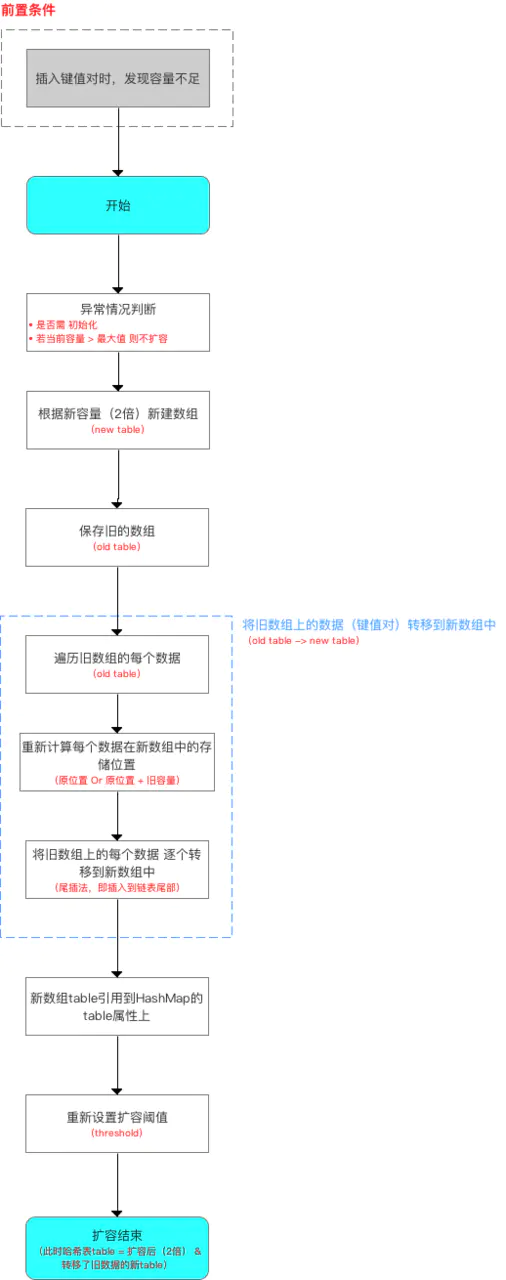 前置条件
插入键值对时，发现容量不足
开始
异常情况判断
• 是否需 初始化
• 若当前容量 > 最大值 则不扩容
根据新容量（2倍）新建数组
（new table）
保存旧的数组
（old table）
将旧数组上的数据（键值对）转移到新数组中
（old table –> new table）
遍历旧数组的每个数据
（old table）
重新计算每个数据在新数组中的存
储位置
（原位置 Or 原位置 + 旧容量）
将旧数组上的每个数据 逐个转
移到新数组中
（尾插法，即插入到链表尾部）
新数组table引用到HashMap的
table属性上
重新设置扩容阈值
（threshold）
扩容结束
（此时哈希表table = 扩容后（2倍） &
转移了旧数据的新table）